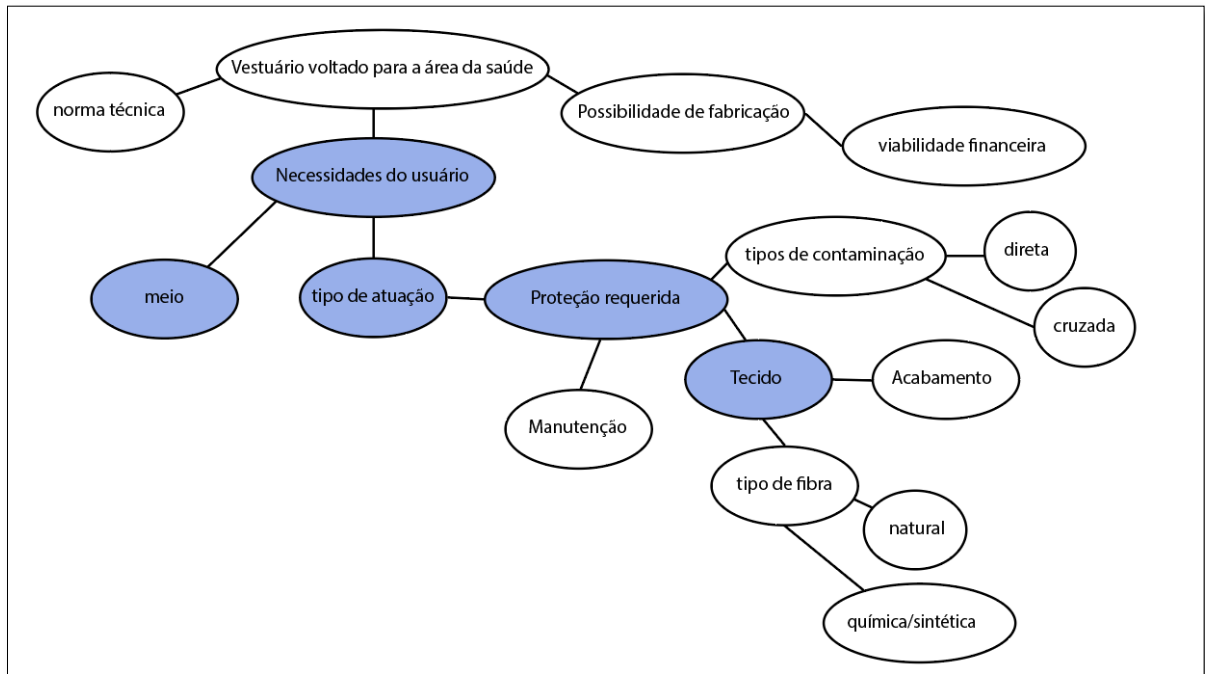 Vestuário voltado para a área da saúde
norma técnica
Possibilidade de fabricação
viabilidade financeira
Necessidades do usuário
tipos de contaminação
direta
meio
tipo de atuação
Proteção requerida
cruzada
Tecido
Acabamento
Manutenção
tipo de fibra
natural
química/sintética